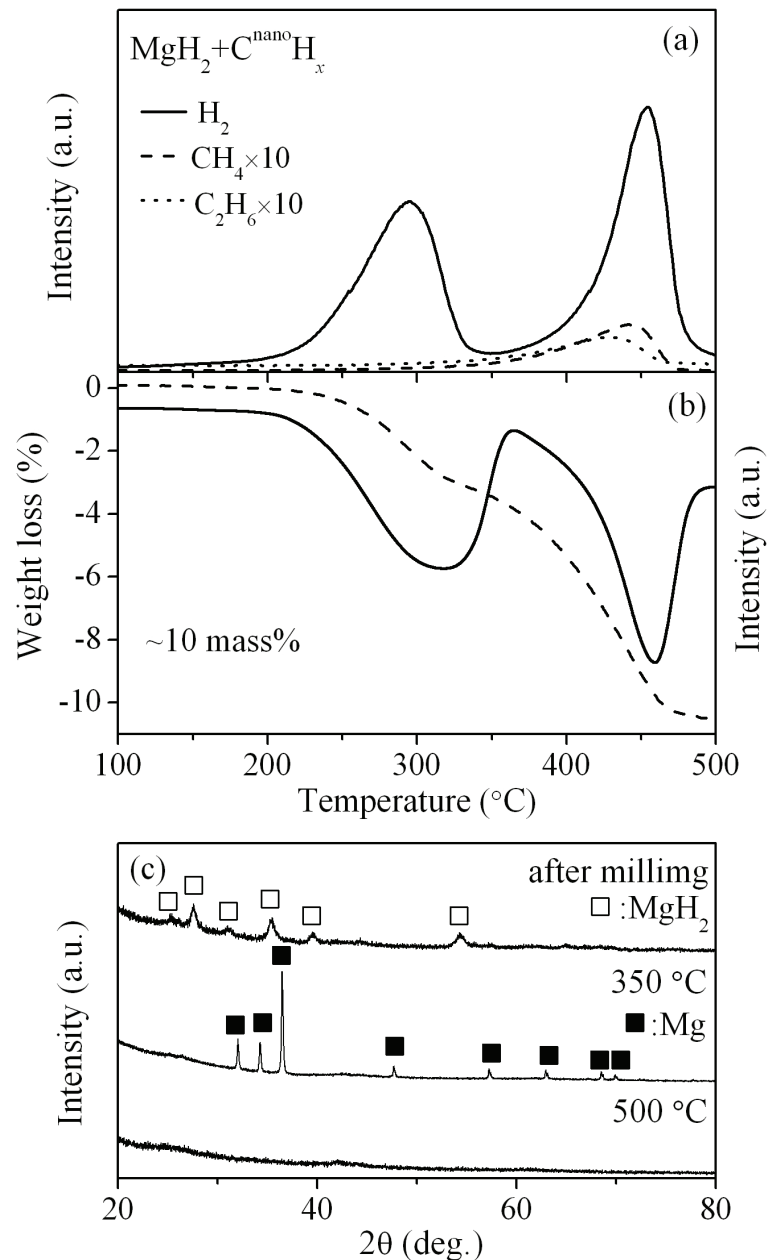 (a)
MgH₂+CⁿᵃⁿᵒHₓ
H₂
CH₄×10
C₂H₆×10
Intensity (a.u.)
(b)
0
-2
-4
-6
-8
-10
Weight loss (%)
Intensity (a.u.)
~10 mass%
100 200 300 400 500
Temperature (°C)
(c)
after millimg
:MgH₂
350 °C
:Mg
500 °C
Intensity (a.u.)
20 40 60 80
2θ (deg.)